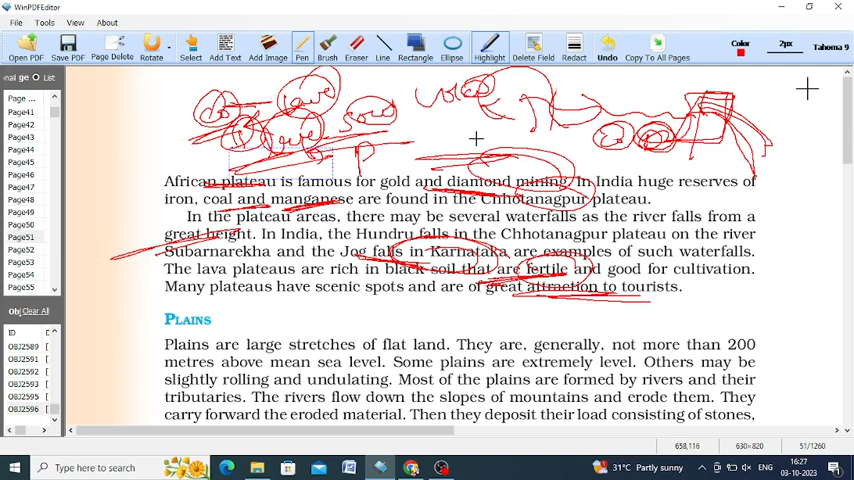 WinPDFEditor
File Tools View About
Open PDF Save PDF Page Delete Rotate Select Add Text Add Image Pen Brush Eraser Line Rectangle Ellipse Highlight Add Details Redact Undo Copy To All Pages Color 2px Tahoma 9
nail ge List
Page...
Page41
Page42
Page43
Page44
Page45
Page46
Page47
Page48
Page49
Page50
Page51
Page52
Page53
Page54
Page55
Obj Clear All
ID
OBJ2589 [
OBJ2591 [
OBJ2592 [
OBJ2593 [
OBJ2595 [
OBJ2596 [
African plateau is famous for gold and diamond mining. In India huge reserves of
iron, coal and manganese are found in the Chhotanagpur plateau.
In the plateau areas, there may be several waterfalls as the river falls from a
great height. In India, the Hundru falls in the Chhotanagpur plateau on the river
Subarnarekha and the Jog falls in Karnataka are examples of such waterfalls.
The lava plateaus are rich in black soil that are fertile and good for cultivation.
Many plateaus have scenic spots and are of great attraction to tourists.
PLAINS
Plains are large stretches of flat land. They are, generally, not more than 200
metres above mean sea level. Some plains are extremely level. Others may be
slightly rolling and undulating. Most of the plains are formed by rivers and their
tributaries. The rivers flow down the slopes of mountains and erode them. They
carry forward the eroded material. Then they deposit their load consisting of stones,
658,116 630×820 51/1260
Type here to search
31°C Partly sunny
ENG
16:27
03-10-2023